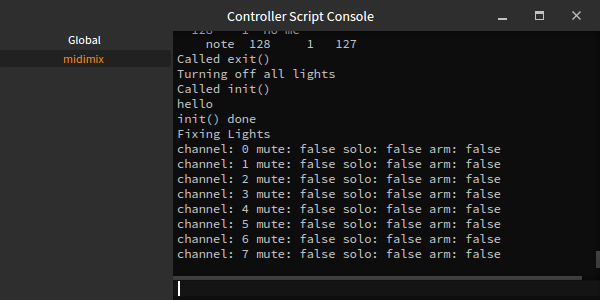 Controller Script Console
Global
midimix
note 128 1 127
Called exit()
Turning off all lights
Called init()
hello
init() done
Fixing Lights
channel: 0 mute: false solo: false arm: false
channel: 1 mute: false solo: false arm: false
channel: 2 mute: false solo: false arm: false
channel: 3 mute: false solo: false arm: false
channel: 4 mute: false solo: false arm: false
channel: 5 mute: false solo: false arm: false
channel: 6 mute: false solo: false arm: false
channel: 7 mute: false solo: false arm: false